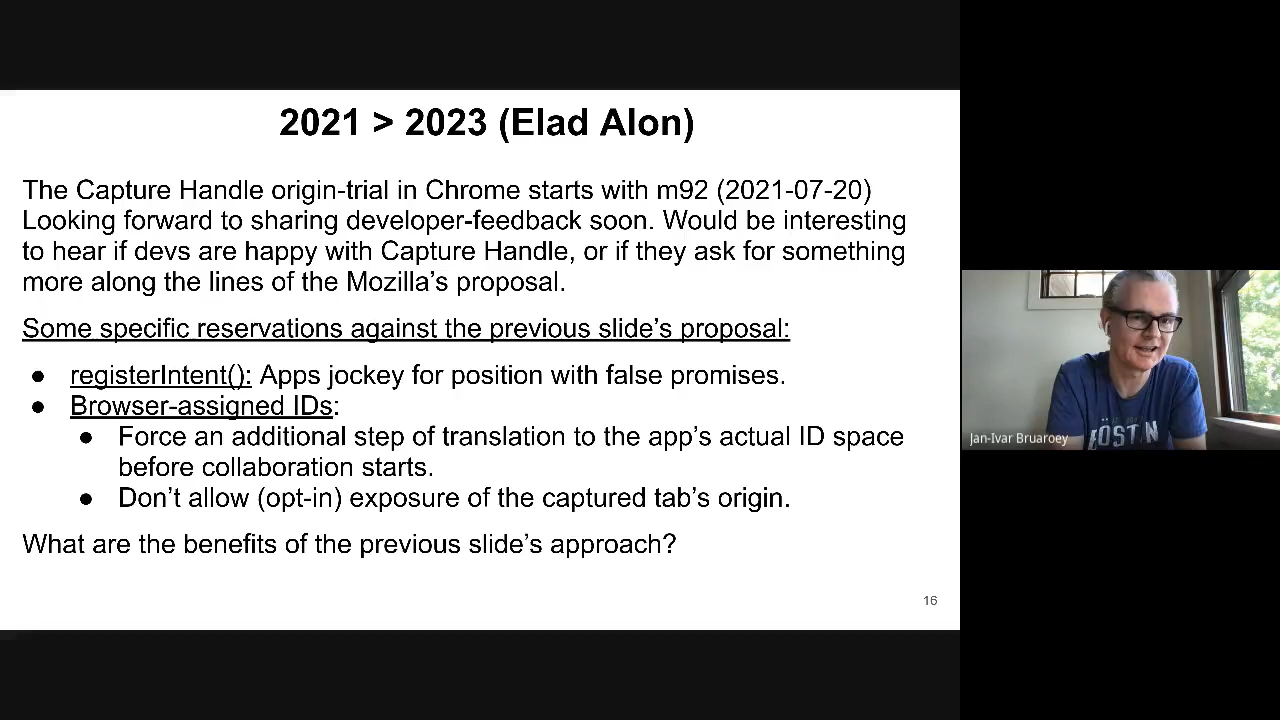 2021 > 2023 (Elad Alon)
The Capture Handle origin-trial in Chrome starts with m92 (2021-07-20)
Looking forward to sharing developer-feedback soon. Would be interesting
to hear if devs are happy with Capture Handle, or if they ask for something
more along the lines of the Mozilla’s proposal.
Some specific reservations against the previous slide’s proposal:
● registerIntent(): Apps jockey for position with false promises.
● Browser-assigned IDs:
● Force an additional step of translation to the app’s actual ID space
before collaboration starts.
● Don’t allow (opt-in) exposure of the captured tab’s origin.
What are the benefits of the previous slide’s approach?
16
Jan-Ivar Bruaroey